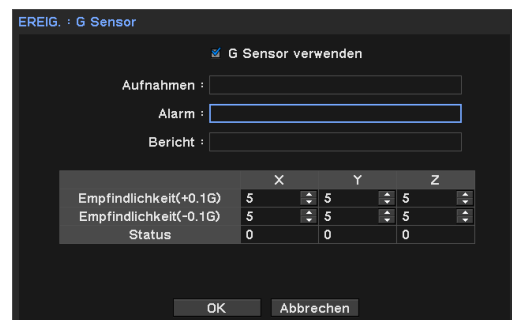 EREIG. : G Sensor
G Sensor verwenden
Aufnahmen :
Alarm :
Bericht :
X Y Z
Empfindlichkeit(+0.1G) 5 5 5
Empfindlichkeit(-0.1G) 5 5 5
Status 0 0 0
OK Abbrechen